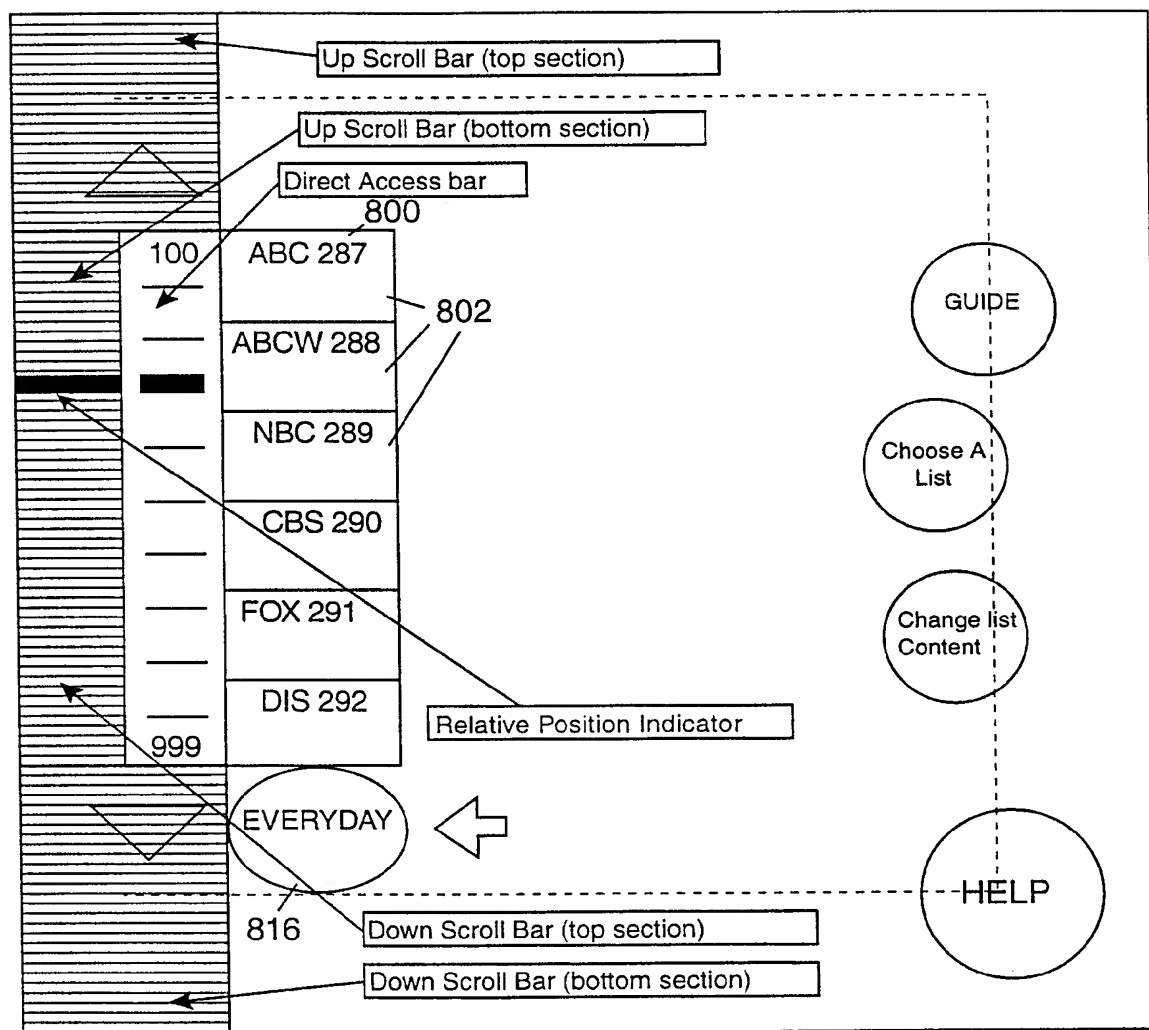 Up Scroll Bar (top section)
Up Scroll Bar (bottom section)
Direct Access bar
800
100
ABC 287
802
ABCW 288
NBC 289
CBS 290
FOX 291
DIS 292
999
GUIDE
Choose A
List
Change list
Content
Relative Position Indicator
EVERYDAY
HELP
816
Down Scroll Bar (top section)
Down Scroll Bar (bottom section)